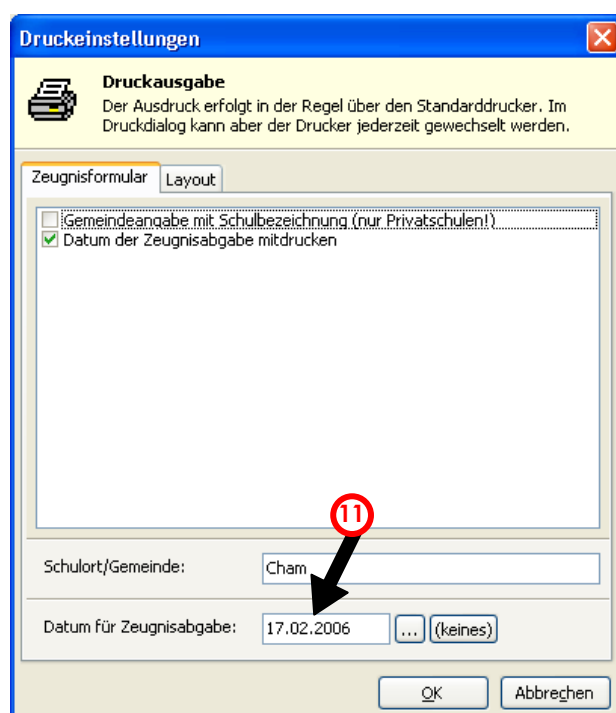 Druckeinstellungen
Druckausgabe
Der Ausdruck erfolgt in der Regel über den Standarddrucker. Im
Druckdialog kann aber der Drucker jederzeit gewechselt werden.
Zeugnisformular Layout
Gemeindeangabe mit Schulbezeichnung (nur Privatschulen!)
Datum der Zeugnisabgabe mitdrucken
11
Schulort/Gemeinde: Cham
Datum für Zeugnisabgabe: 17.02.2006 ... (keines)
OK Abbrechen